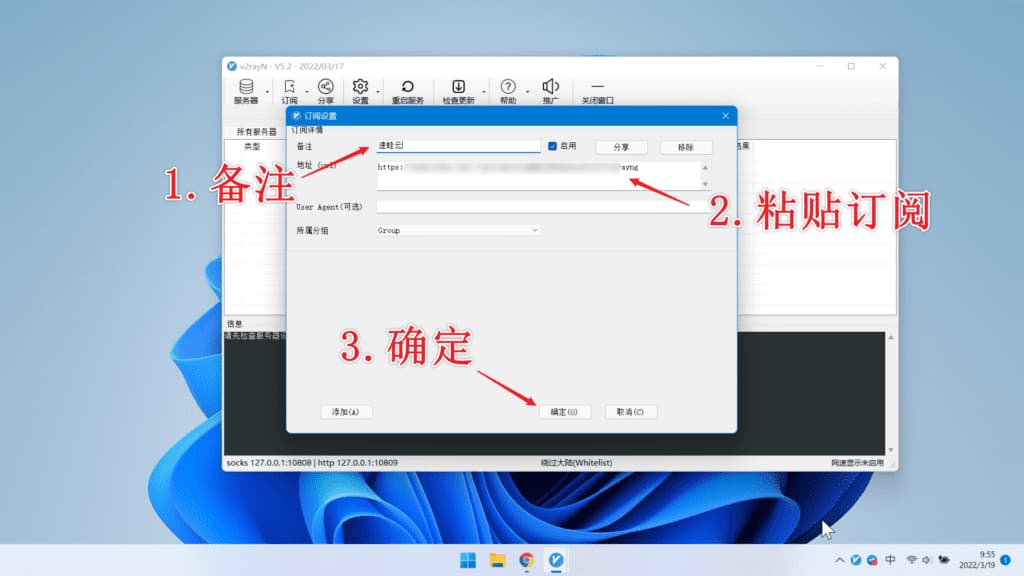 v2rayN - V5.2 - 2022/03/17
服务器 订阅 分享 设置 重启服务 检查更新 帮助 推广 关闭窗口
订阅设置
所有服务器
订阅详情
类型
备注 速蛙云 启用 分享 移除
地址 (url) https: ayng
1. 备注
2. 粘贴订阅
User Agent(可选)
所属分组 Group
信息
3. 确定
添加(A) 确定(O) 取消(C)
socks 127.0.0.1:10808 | http 127.0.0.1:10809 绕过大陆(Whitelist) 网速显示未启用
中 9:55
2022/3/19 1